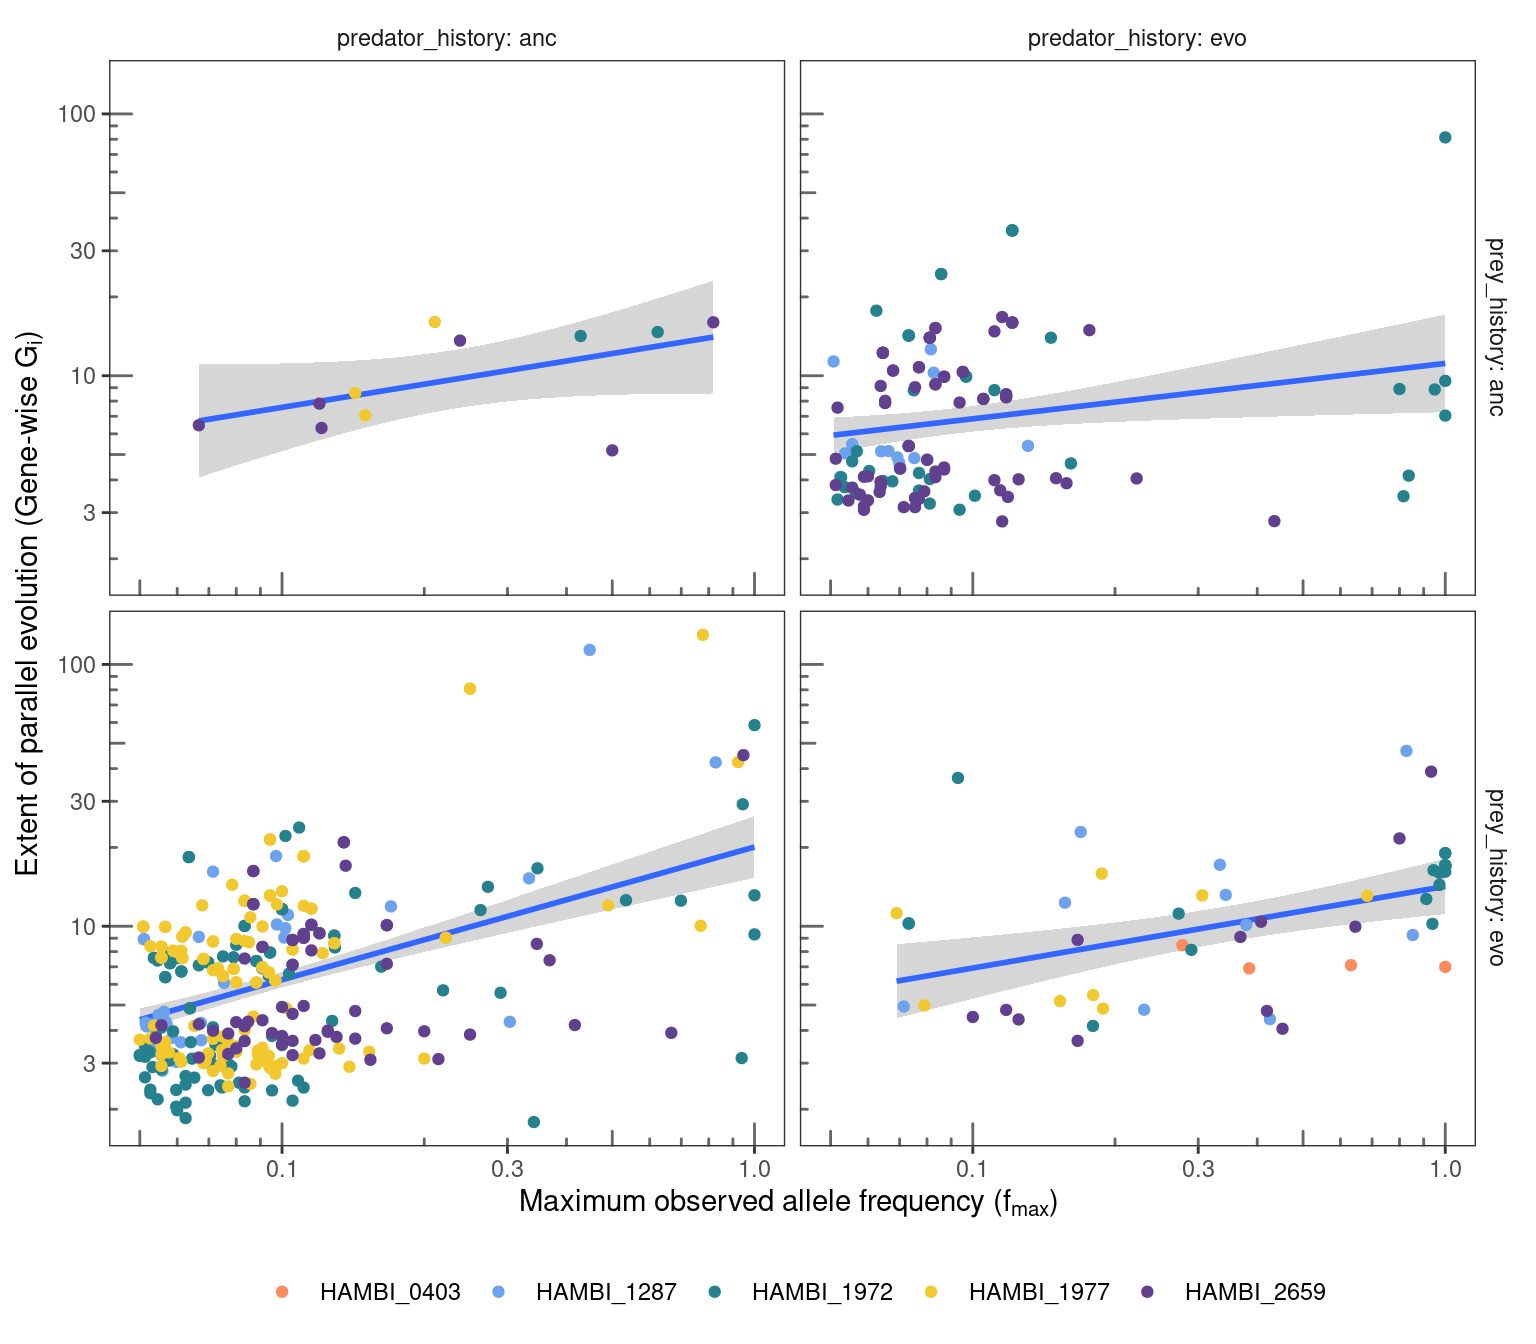 predator_history: anc
predator_history: evo
100
30
10
3
prey_history: anc
100
30
10
3
prey_history: evo
Extent of parallel evolution (Gene-wise Gi)
0.1
0.3
1.0
0.1
0.3
1.0
Maximum observed allele frequency (fmax)
HAMBI_0403
HAMBI_1287
HAMBI_1972
HAMBI_1977
HAMBI_2659